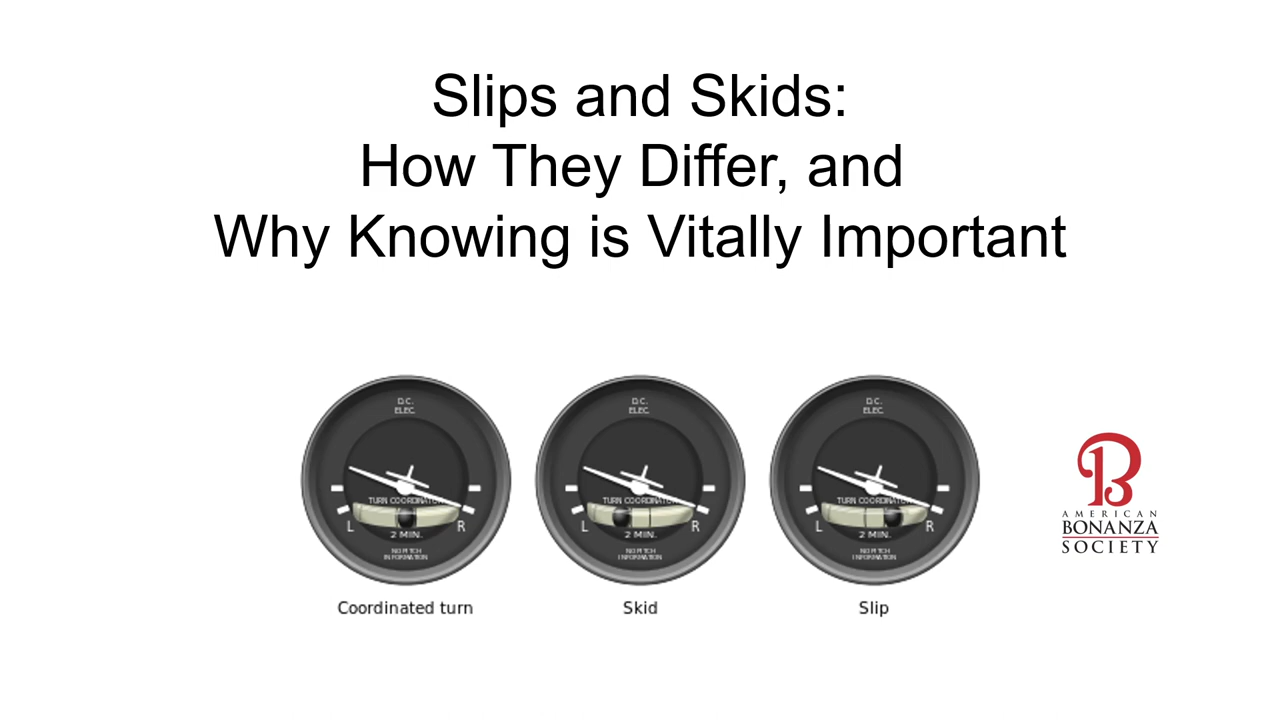 Slips and Skids:
How They Differ, and
Why Knowing is Vitally Important
D.C.
ELEC.
TURN COORDINATOR
L
R
2 MIN.
NO PITCH
INFORMATION
Coordinated turn
D.C.
ELEC.
TURN COORDINATOR
L
R
2 MIN.
NO PITCH
INFORMATION
Skid
D.C.
ELEC.
TURN COORDINATOR
L
R
2 MIN.
NO PITCH
INFORMATION
Slip
B
AMERICAN
BONANZA
SOCIETY